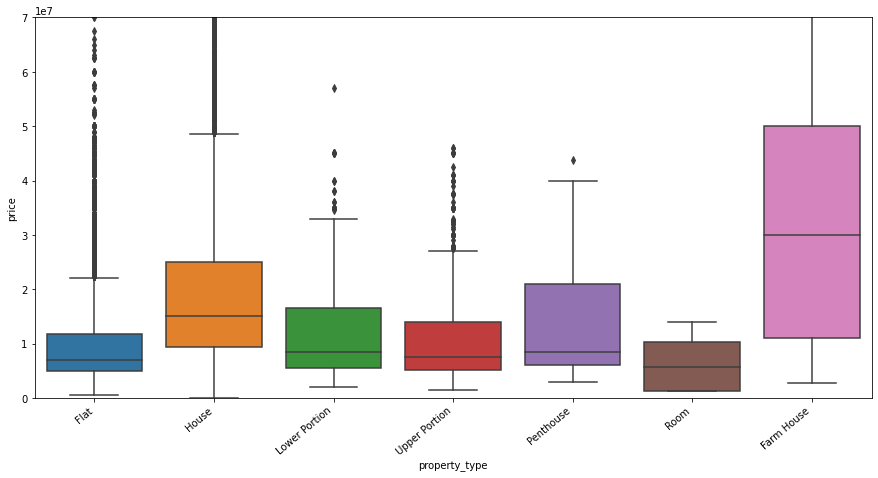 1e7
7
6
5
4
3
2
1
0
price
Flat
House
Lower Portion
Upper Portion
Penthouse
Room
Farm House
property_type